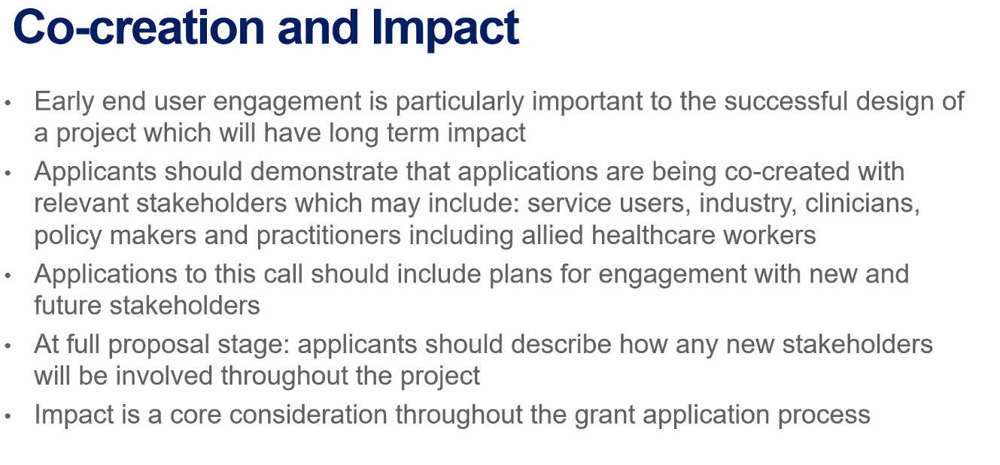 Co-creation and Impact
• Early end user engagement is particularly important to the successful design of
a project which will have long term impact
• Applicants should demonstrate that applications are being co-created with
relevant stakeholders which may include: service users, industry, clinicians,
policy makers and practitioners including allied healthcare workers
• Applications to this call should include plans for engagement with new and
future stakeholders
• At full proposal stage: applicants should describe how any new stakeholders
will be involved throughout the project
• Impact is a core consideration throughout the grant application process